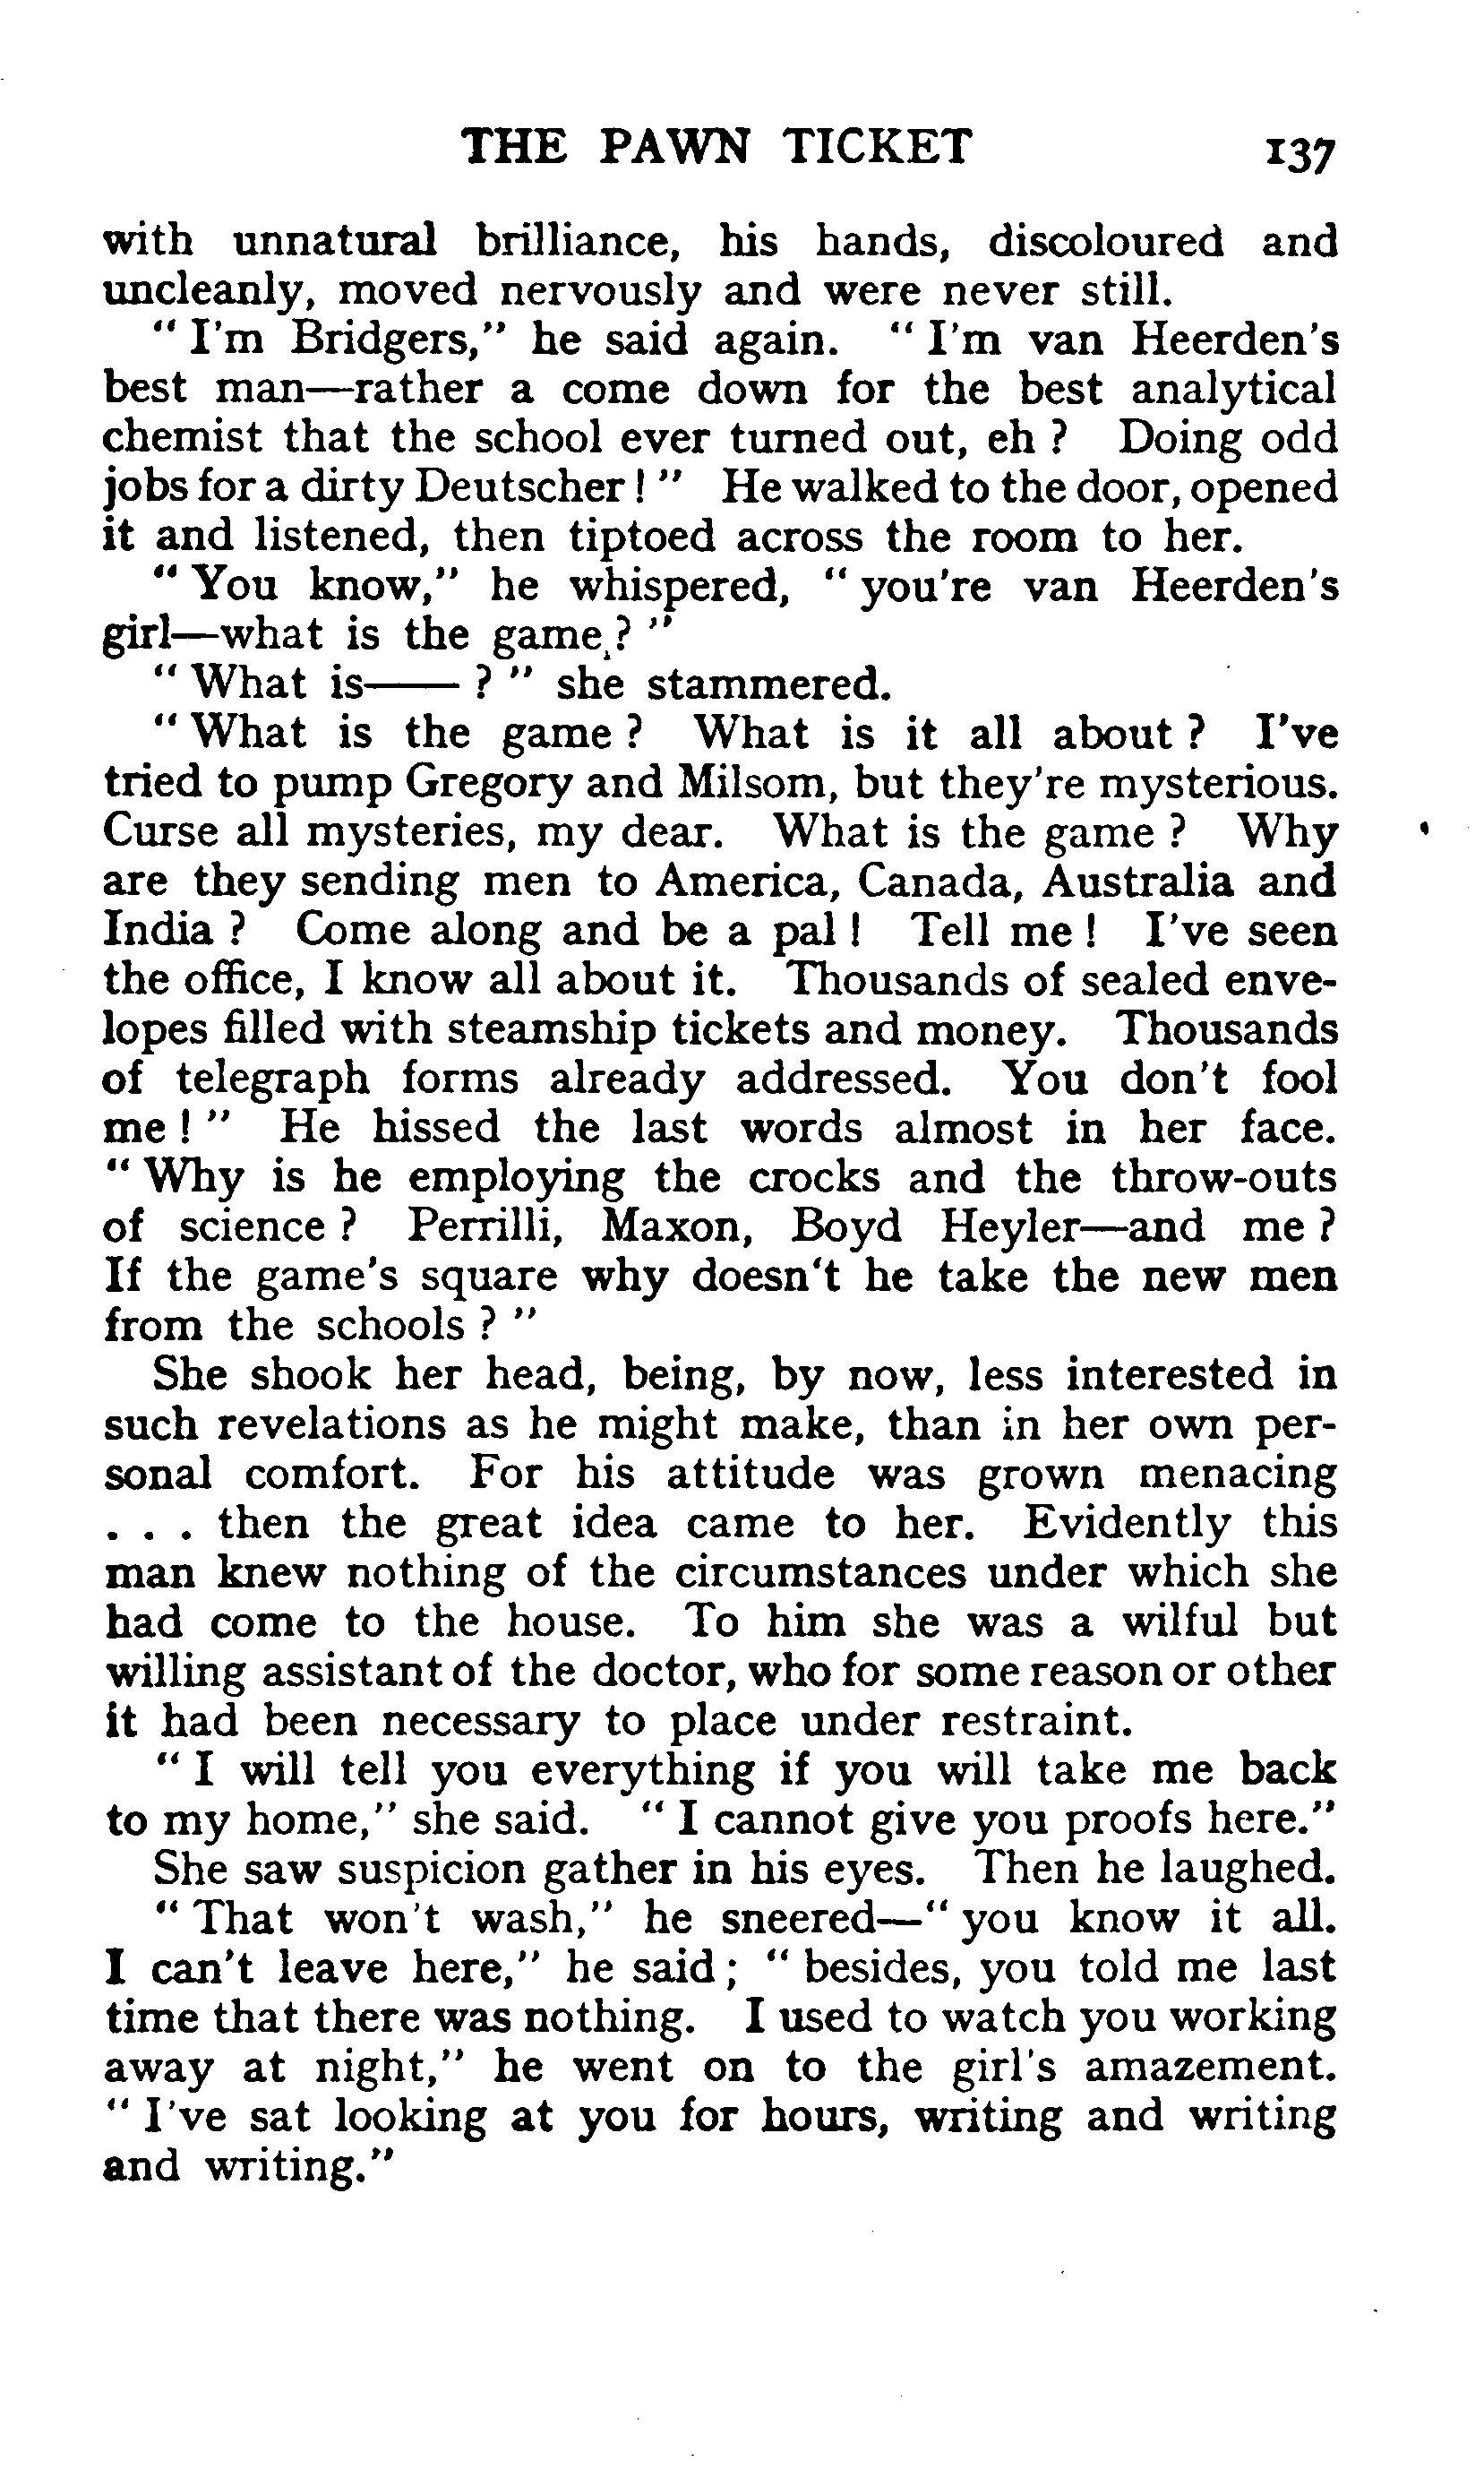 THE PAWN TICKET 137
with unnatural brilliance, his hands, discoloured and
uncleanly, moved nervously and were never still.
" I'm Bridgers," he said again. " I'm van Heerden's
best man—rather a come down for the best analytical
chemist that the school ever turned out, eh ? Doing odd
jobs for a dirty Deutscher ! " He walked to the door, opened
it and listened, then tiptoed across the room to her.
" You know," he whispered, " you're van Heerden's
girl—what is the game ? "
" What is—— ? " she stammered.
" What is the game ? What is it all about ? I've
tried to pump Gregory and Milsom, but they're mysterious.
Curse all mysteries, my dear. What is the game ? Why
are they sending men to America, Canada, Australia and
India ? Come along and be a pal ! Tell me ! I've seen
the office, I know all about it. Thousands of sealed enve-
lopes filled with steamship tickets and money. Thousands
of telegraph forms already addressed. You don't fool
me ! " He hissed the last words almost in her face.
" Why is he employing the crocks and the throw-outs
of science ? Perrilli, Maxon, Boyd Heyler—and me ?
If the game's square why doesn't he take the new men
from the schools ? "
She shook her head, being, by now, less interested in
such revelations as he might make, than in her own per-
sonal comfort. For his attitude was grown menacing
. . . then the great idea came to her. Evidently this
man knew nothing of the circumstances under which she
had come to the house. To him she was a wilful but
willing assistant of the doctor, who for some reason or other
it had been necessary to place under restraint.
" I will tell you everything if you will take me back
to my home," she said. " I cannot give you proofs here."
She saw suspicion gather in his eyes. Then he laughed.
" That won't wash," he sneered—" you know it all.
I can't leave here," he said ; " besides, you told me last
time that there was nothing. I used to watch you working
away at night," he went on to the girl's amazement.
" I've sat looking at you for hours, writing and writing
and writing."